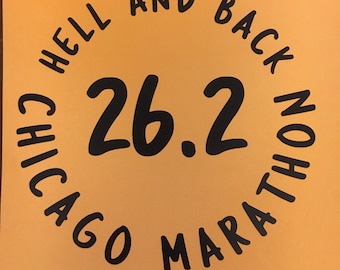 HELL AND BACK
26.2
CHICAGO MARATHON